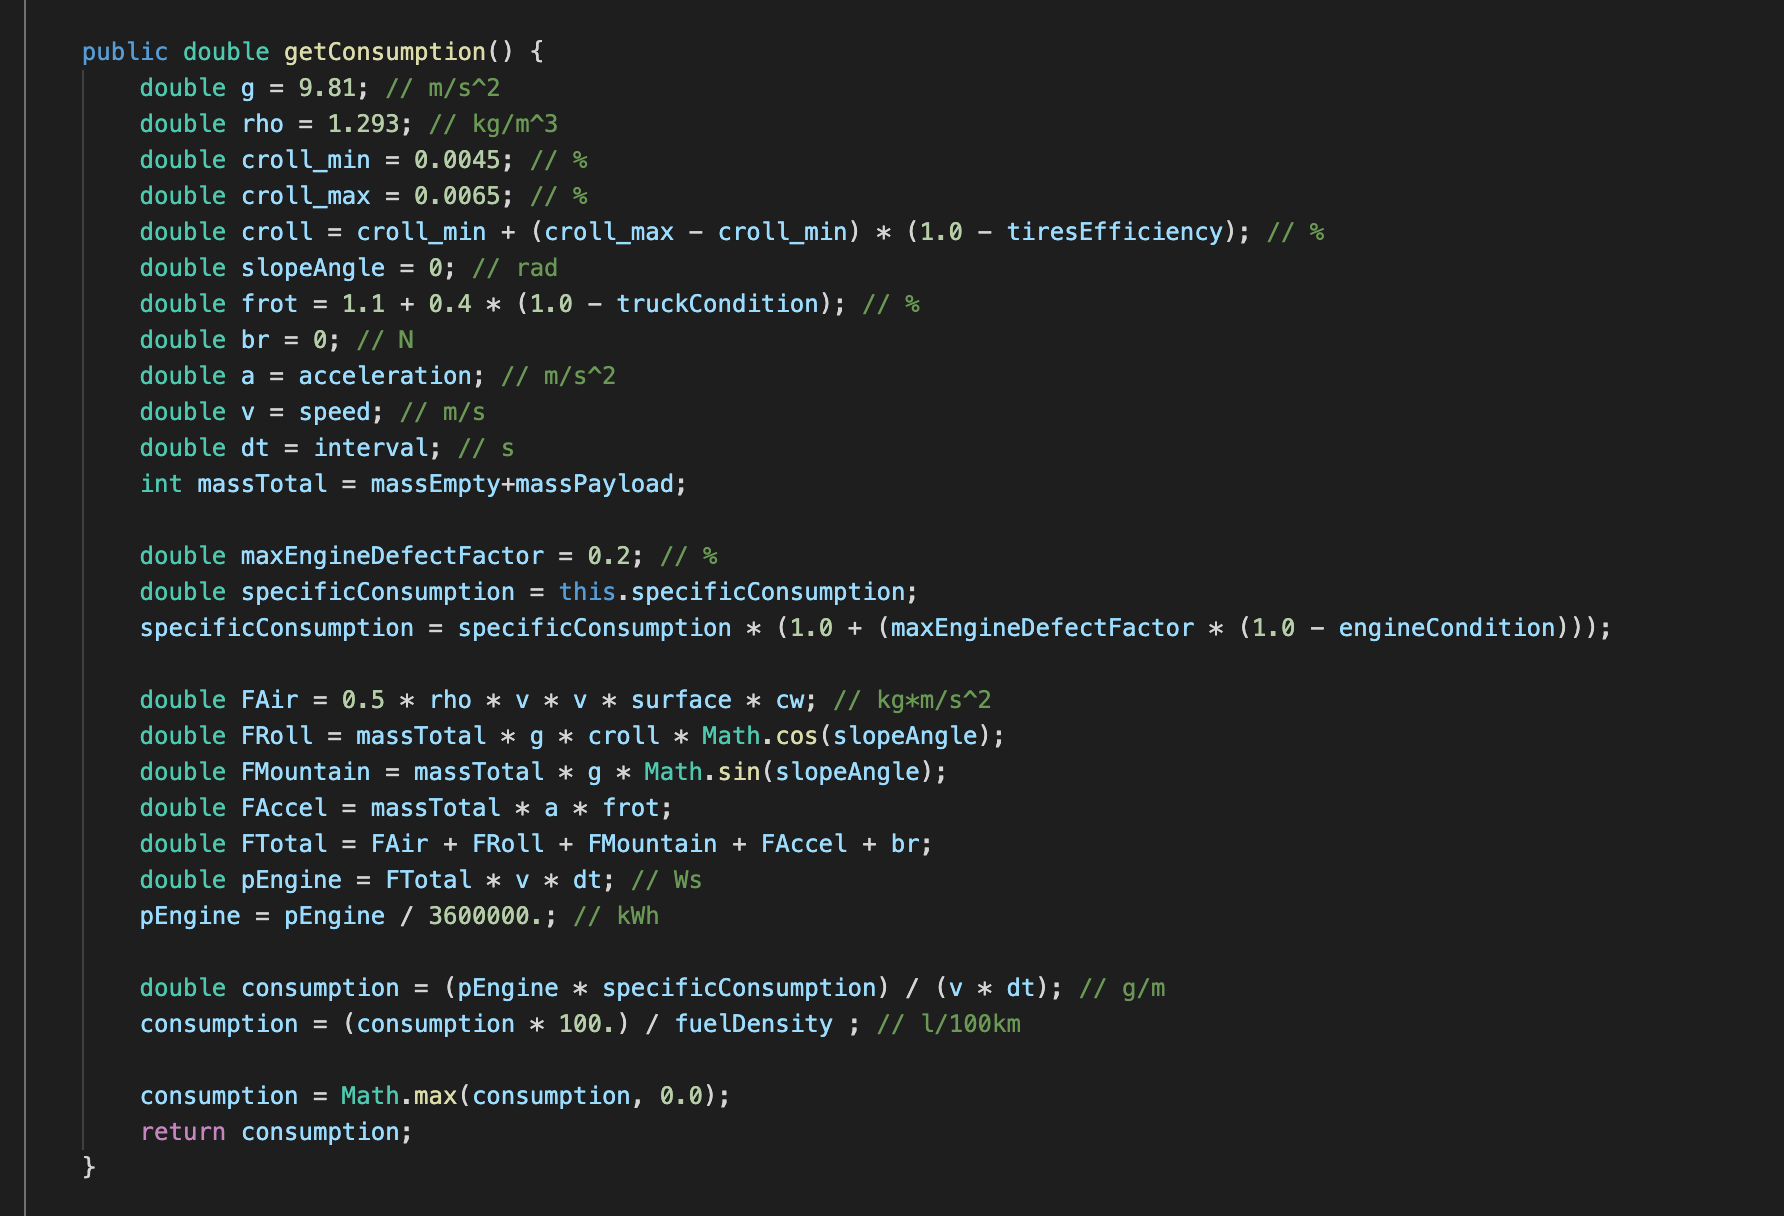 public double getConsumption() {
    double g = 9.81; // m/s^2
    double rho = 1.293; // kg/m^3
    double croll_min = 0.0045; // %
    double croll_max = 0.0065; // %
    double croll = croll_min + (croll_max - croll_min) * (1.0 - tiresEfficiency); // %
    double slopeAngle = 0; // rad
    double frot = 1.1 + 0.4 * (1.0 - truckCondition); // %
    double br = 0; // N
    double a = acceleration; // m/s^2
    double v = speed; // m/s
    double dt = interval; // s
    int massTotal = massEmpty+massPayload;

    double maxEngineDefectFactor = 0.2; // %
    double specificConsumption = this.specificConsumption;
    specificConsumption = specificConsumption * (1.0 + (maxEngineDefectFactor * (1.0 - engineCondition)));

    double FAir = 0.5 * rho * v * v * surface * cw; // kg*m/s^2
    double FRoll = massTotal * g * croll * Math.cos(slopeAngle);
    double FMountain = massTotal * g * Math.sin(slopeAngle);
    double FAccel = massTotal * a * frot;
    double FTotal = FAir + FRoll + FMountain + FAccel + br;
    double pEngine = FTotal * v * dt; // Ws
    pEngine = pEngine / 3600000.; // kWh

    double consumption = (pEngine * specificConsumption) / (v * dt); // g/m
    consumption = (consumption * 100.) / fuelDensity ; // l/100km

    consumption = Math.max(consumption, 0.0);
    return consumption;
}